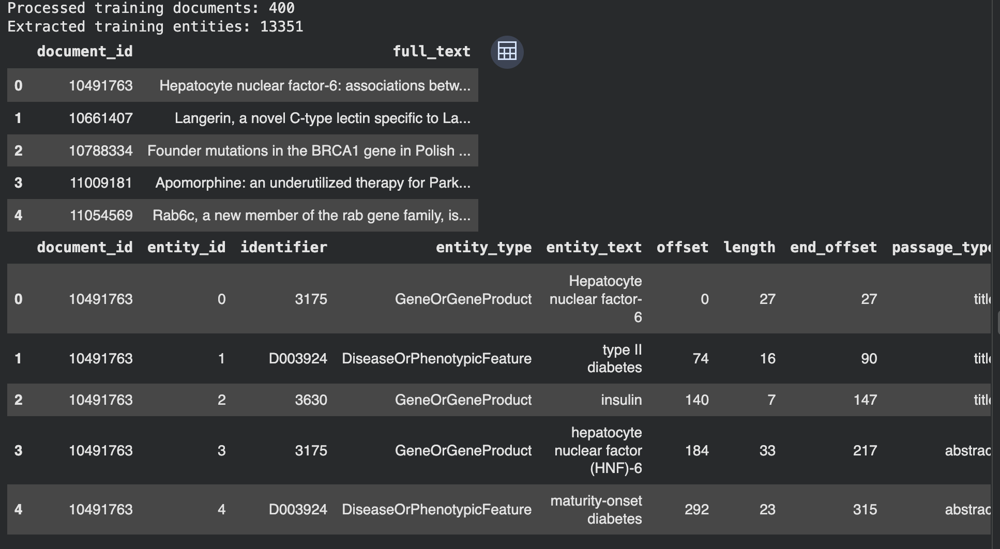 Processed training documents: 400
Extracted training entities: 13351
document_id full_text
0 10491763 Hepatocyte nuclear factor-6: associations betw...
1 10661407 Langerin, a novel C-type lectin specific to La...
2 10788334 Founder mutations in the BRCA1 gene in Polish ...
3 11009181 Apomorphine: an underutilized therapy for Park...
4 11054569 Rab6c, a new member of the rab gene family, is...
document_id entity_id identifier entity_type entity_text offset length end_offset passage_type
0 10491763 0 3175 GeneOrGeneProduct Hepatocyte nuclear factor-6 0 27 27 title
1 10491763 1 D003924 DiseaseOrPhenotypicFeature type II diabetes 74 16 90 title
2 10491763 2 3630 GeneOrGeneProduct insulin 140 7 147 title
3 10491763 3 3175 GeneOrGeneProduct hepatocyte nuclear factor (HNF)-6 184 33 217 abstrac
4 10491763 4 D003924 DiseaseOrPhenotypicFeature maturity-onset diabetes 292 23 315 abstrac